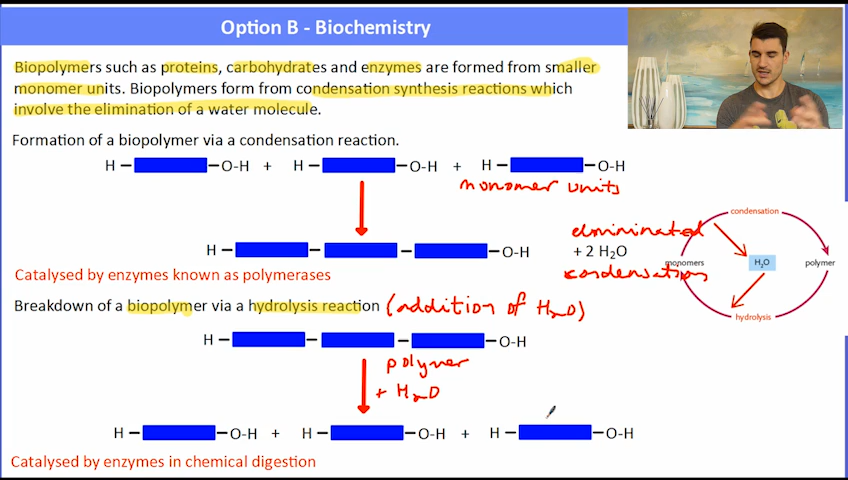 Option B - Biochemistry
Biopolymers such as proteins, carbohydrates and enzymes are formed from smaller
monomer units. Biopolymers form from condensation synthesis reactions which
involve the elimination of a water molecule.
Formation of a biopolymer via a condensation reaction.
H O-H + H O-H + H O-H
monomer units
H O-H
eliminated
+ 2 H₂O
condensation
Catalysed by enzymes known as polymerases
condensation
monomers H₂O polymer
hydrolysis
Breakdown of a biopolymer via a hydrolysis reaction (addition of H₂O)
H O-H
polymer
+ H₂O
H O-H + H O-H + H O-H
Catalysed by enzymes in chemical digestion